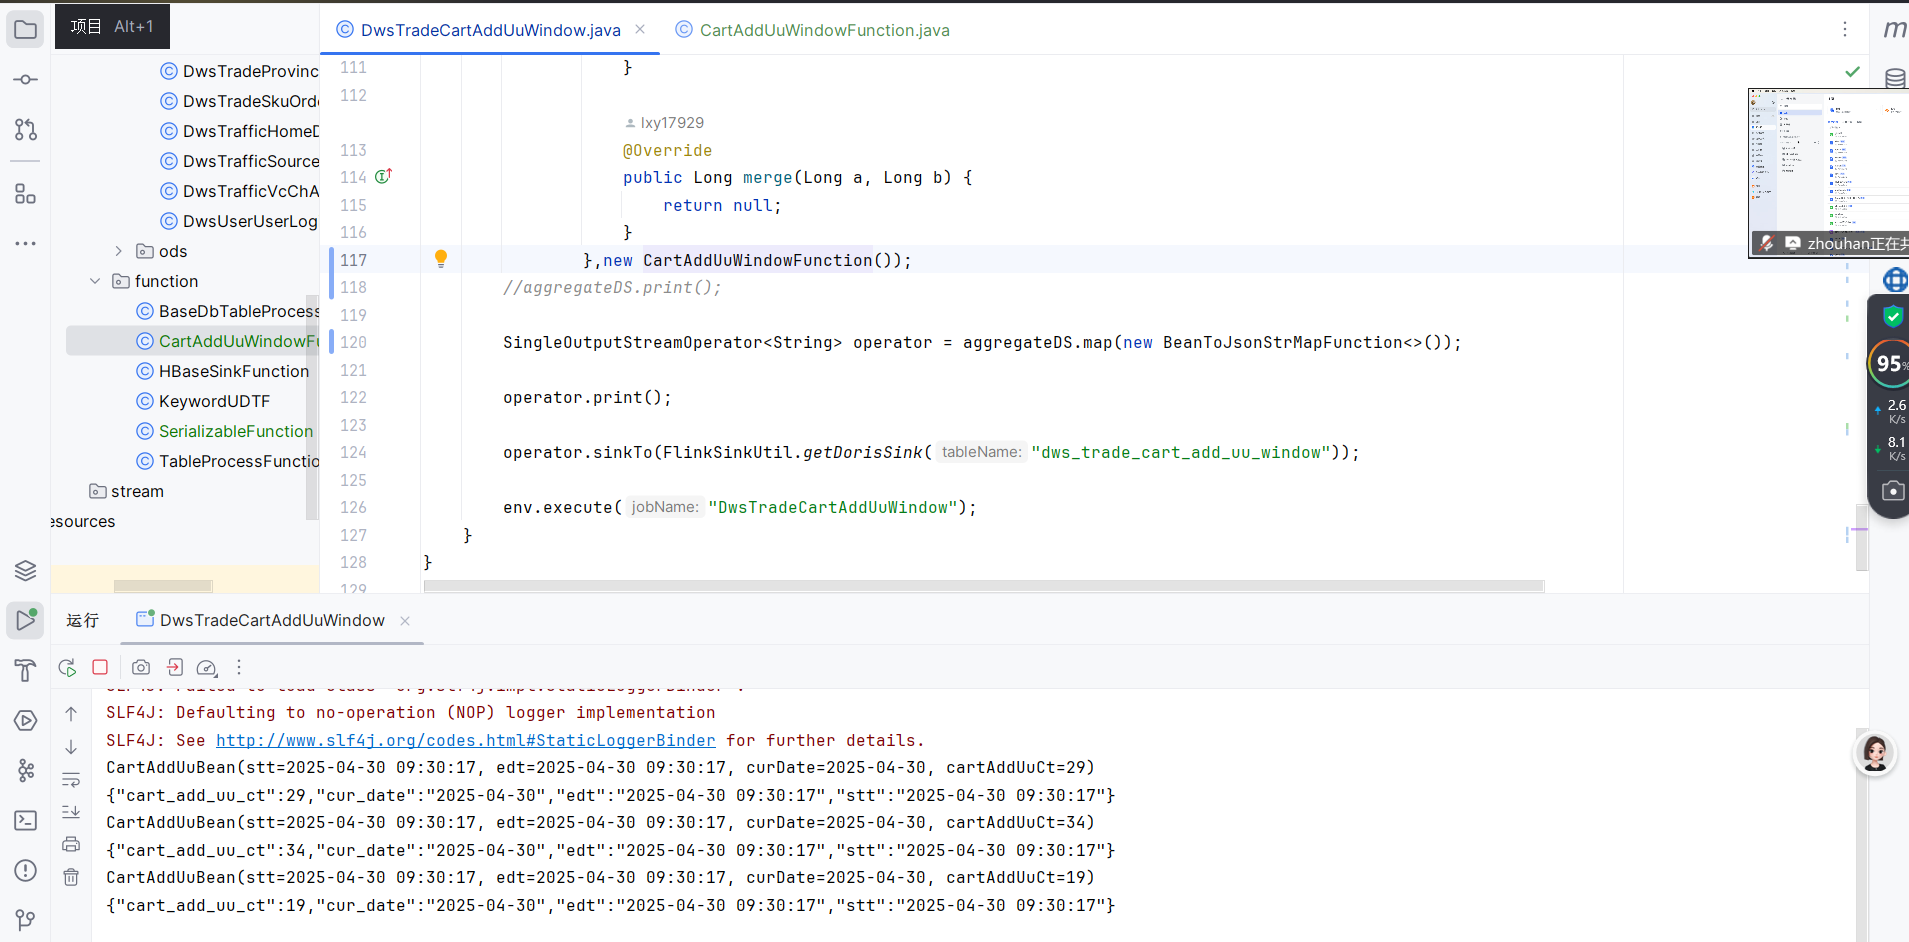 项目 Alt+1
DwsTradeCartAddUuWindow.java
CartAddUuWindowFunction.java
DwsTradeProvinc
DwsTradeSkuOrd
DwsTrafficHomeD
DwsTrafficSource
DwsTrafficVcChA
DwsUserUserLog
ods
function
BaseDbTableProcess
CartAddUuWindowFu
HBaseSinkFunction
KeywordUDTF
SerializableFunction
TableProcessFunctio
stream
esources
111 }
112
lxy17929
113 @Override
114 public Long merge(Long a, Long b) {
115 return null;
116 }
117 },new CartAddUuWindowFunction());
118 //aggregateDS.print();
119
120 SingleOutputStreamOperator<String> operator = aggregateDS.map(new BeanToJsonStrMapFunction<>());
121
122 operator.print();
123
124 operator.sinkTo(FlinkSinkUtil.getDorisSink( tableName: "dws_trade_cart_add_uu_window"));
125
126 env.execute( jobName: "DwsTradeCartAddUuWindow");
127 }
128 }
129
zhouhan正在共
95%
2.6
K/s
8.1
K/s
运行 DwsTradeCartAddUuWindow
SLF4J: Failed to load class "org.slf4j.impl.StaticLoggerBinder".
SLF4J: Defaulting to no-operation (NOP) logger implementation
SLF4J: See http://www.slf4j.org/codes.html#StaticLoggerBinder for further details.
CartAddUuBean(stt=2025-04-30 09:30:17, edt=2025-04-30 09:30:17, curDate=2025-04-30, cartAddUuCt=29)
{"cart_add_uu_ct":29,"cur_date":"2025-04-30","edt":"2025-04-30 09:30:17","stt":"2025-04-30 09:30:17"}
CartAddUuBean(stt=2025-04-30 09:30:17, edt=2025-04-30 09:30:17, curDate=2025-04-30, cartAddUuCt=34)
{"cart_add_uu_ct":34,"cur_date":"2025-04-30","edt":"2025-04-30 09:30:17","stt":"2025-04-30 09:30:17"}
CartAddUuBean(stt=2025-04-30 09:30:17, edt=2025-04-30 09:30:17, curDate=2025-04-30, cartAddUuCt=19)
{"cart_add_uu_ct":19,"cur_date":"2025-04-30","edt":"2025-04-30 09:30:17","stt":"2025-04-30 09:30:17"}